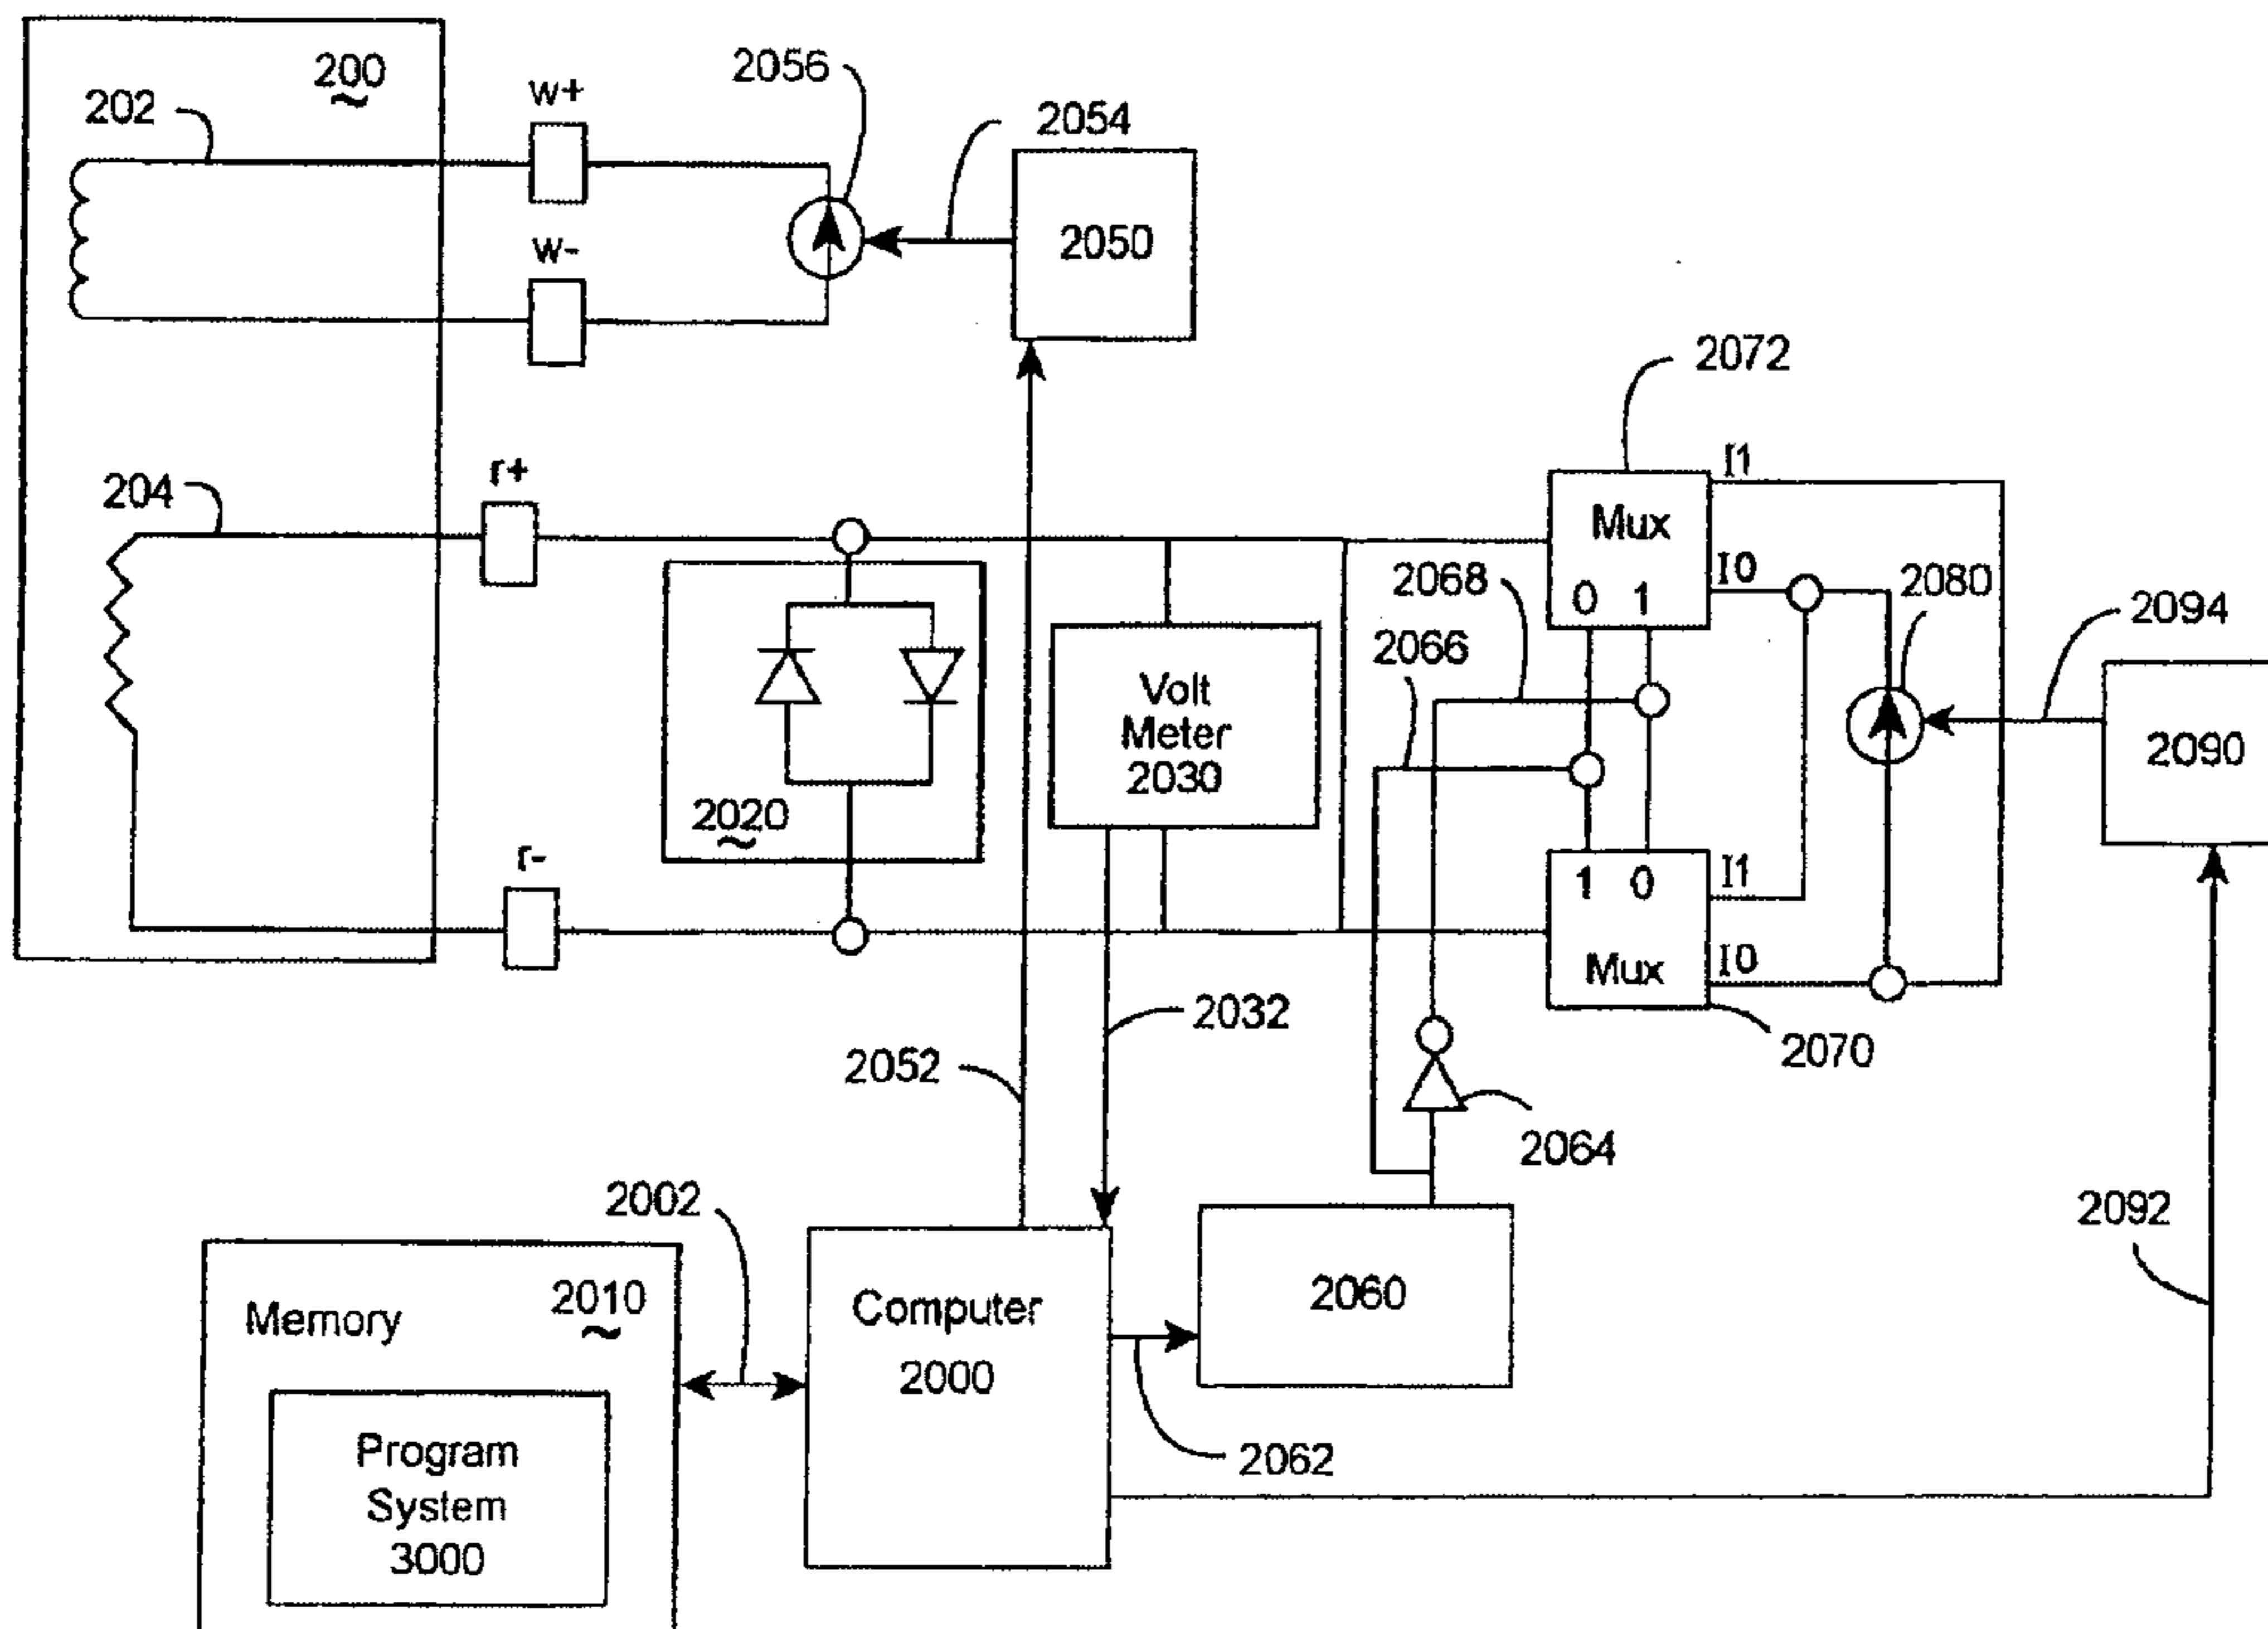 200
202
w+
2056
2054
2050
w-
2072
204
r+
I1
Mux
I0
2068
0 1
2080
2094
2066
Volt
Meter
2030
2090
2020
r-
1 0
I1
Mux
I0
2032
2070
2052
2064
2002
2092
Memory
2010
Computer
2000
2060
Program
System
3000
2062